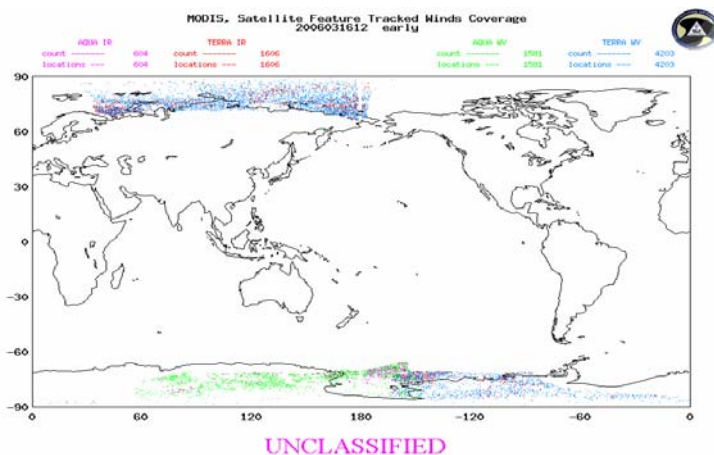 MODIS, Satellite Feature Tracked Winds Coverage
2006031612 early
AQUA IR TERRA IR AQUA WV TERRA WV
count ------- 604 count ------- 1606 count ------- 1581 count ------- 4203
locations --- 604 locations --- 1606 locations --- 1581 locations --- 4203
90
60
30
0
-30
-60
-90
0 60 120 180 -120 -60 0
UNCLASSIFIED